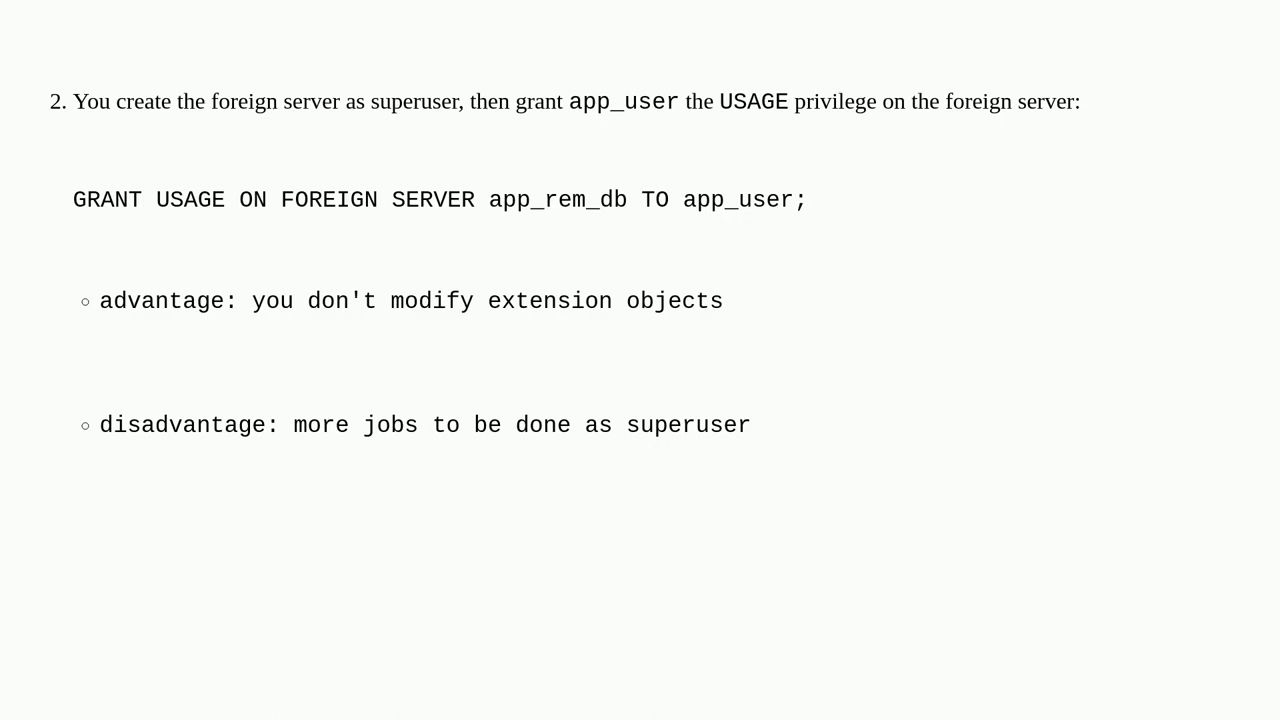 2. You create the foreign server as superuser, then grant app_user the USAGE privilege on the foreign server:
GRANT USAGE ON FOREIGN SERVER app_rem_db TO app_user;
○ advantage: you don't modify extension objects
○ disadvantage: more jobs to be done as superuser